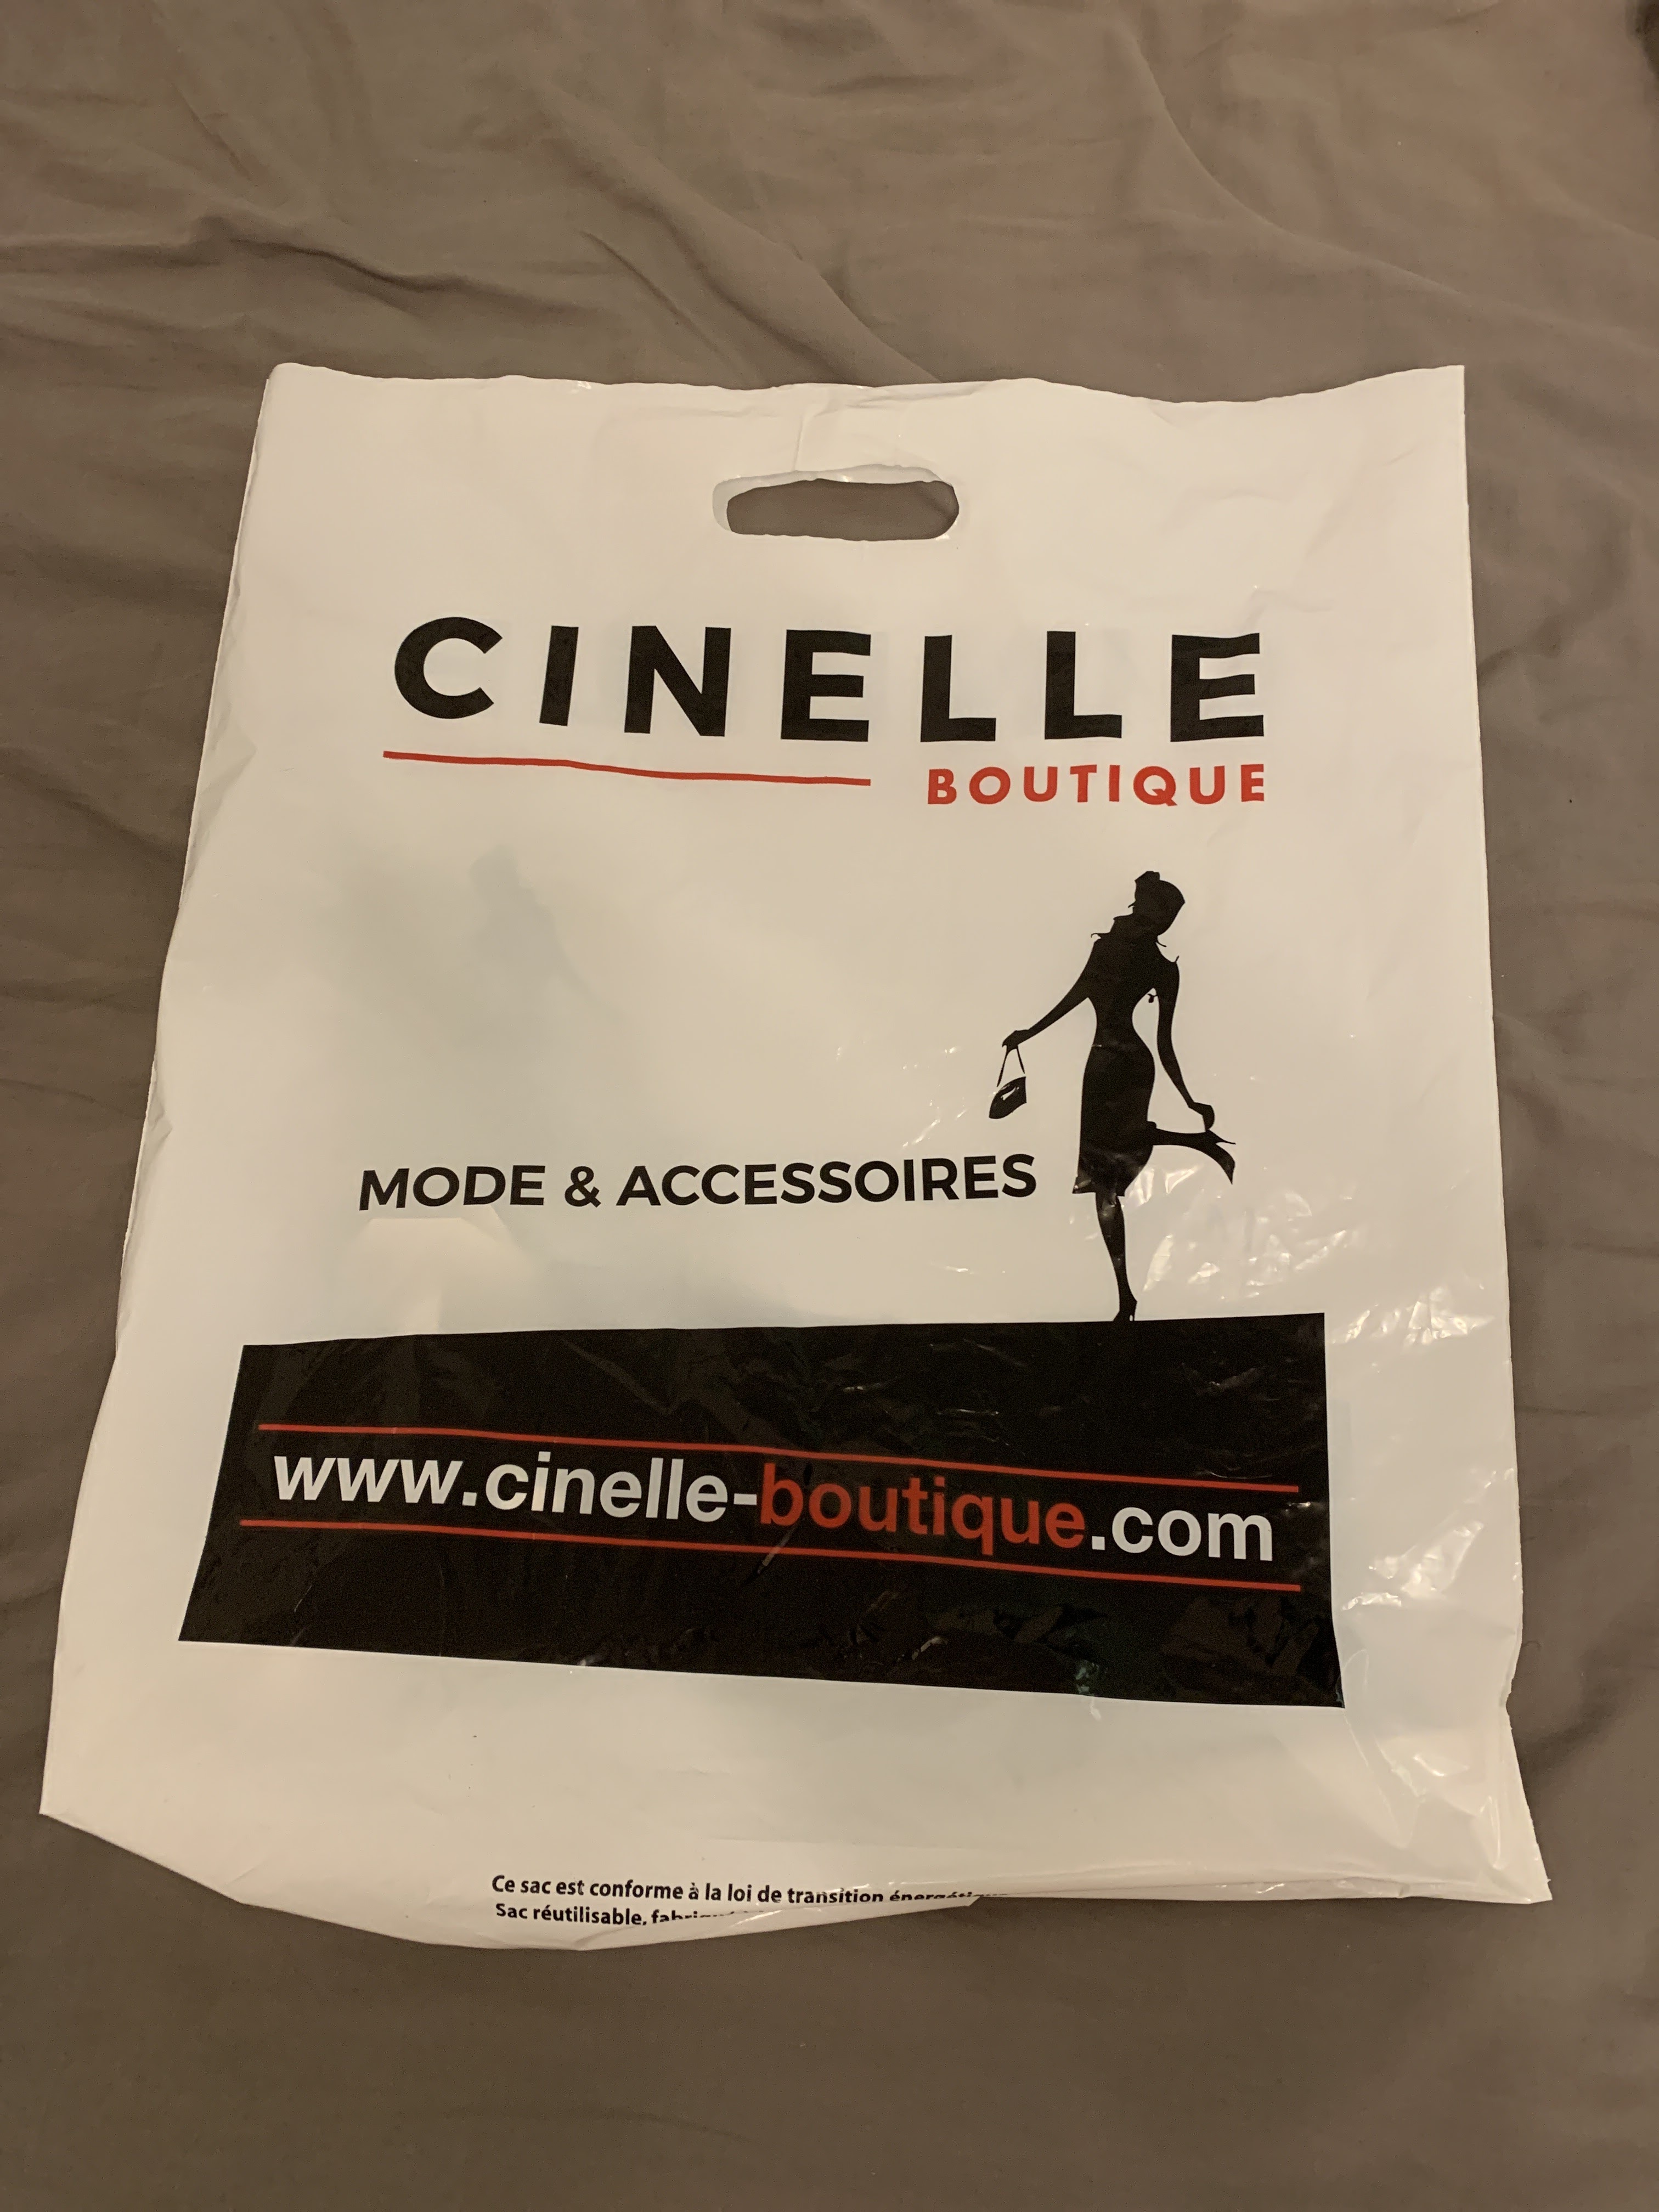 CINELLE
BOUTIQUE
MODE & ACCESSOIRES
www.cinelle-boutique.com
Ce sac est conforme à la loi de transition
Sac réutilisable,